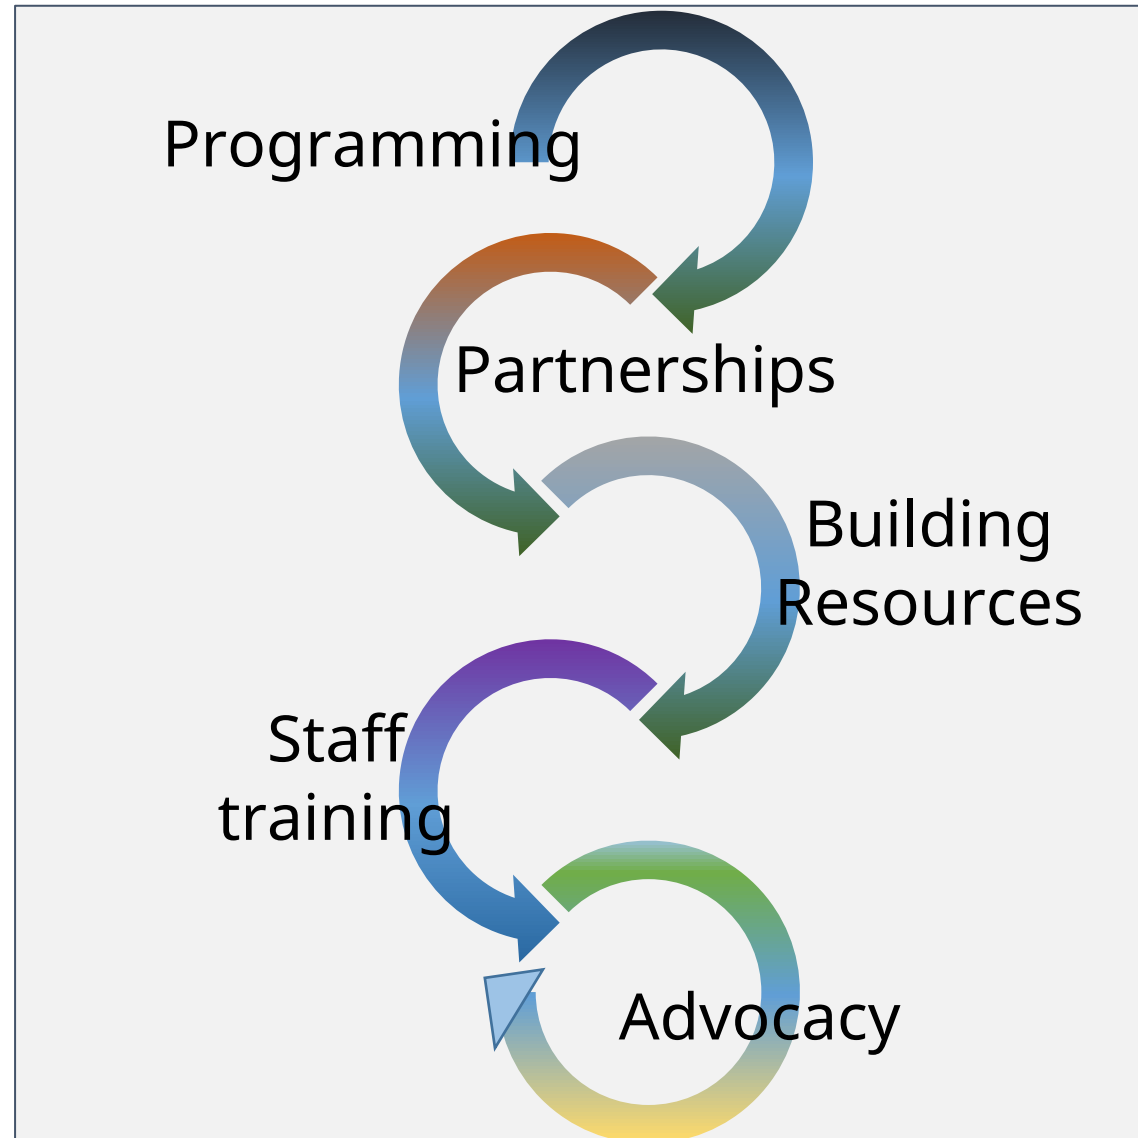 Programming
Partnerships
Building
Resources
Staff
training
Advocacy